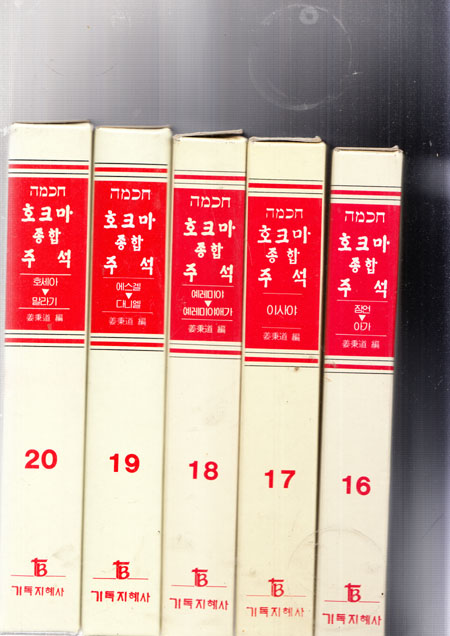 חכמה
호크마
종합
주 석
호세아
▼
말라기
姜秉道 編
20
TB
기독지혜사
חכמה
호크마
종합
주 석
에스겔
▼
다니엘
姜秉道 編
19
TB
기독지혜사
חכמה
호크마
종합
주 석
예레미야
▼
예레미야애가
姜秉道 編
18
TB
기독지혜사
חכמה
호크마
종합
주 석
이사야
姜秉道 編
17
TB
기독지혜사
חכמה
호크마
종합
주 석
잠언
▼
아가
姜秉道 編
16
TB
기독지혜사